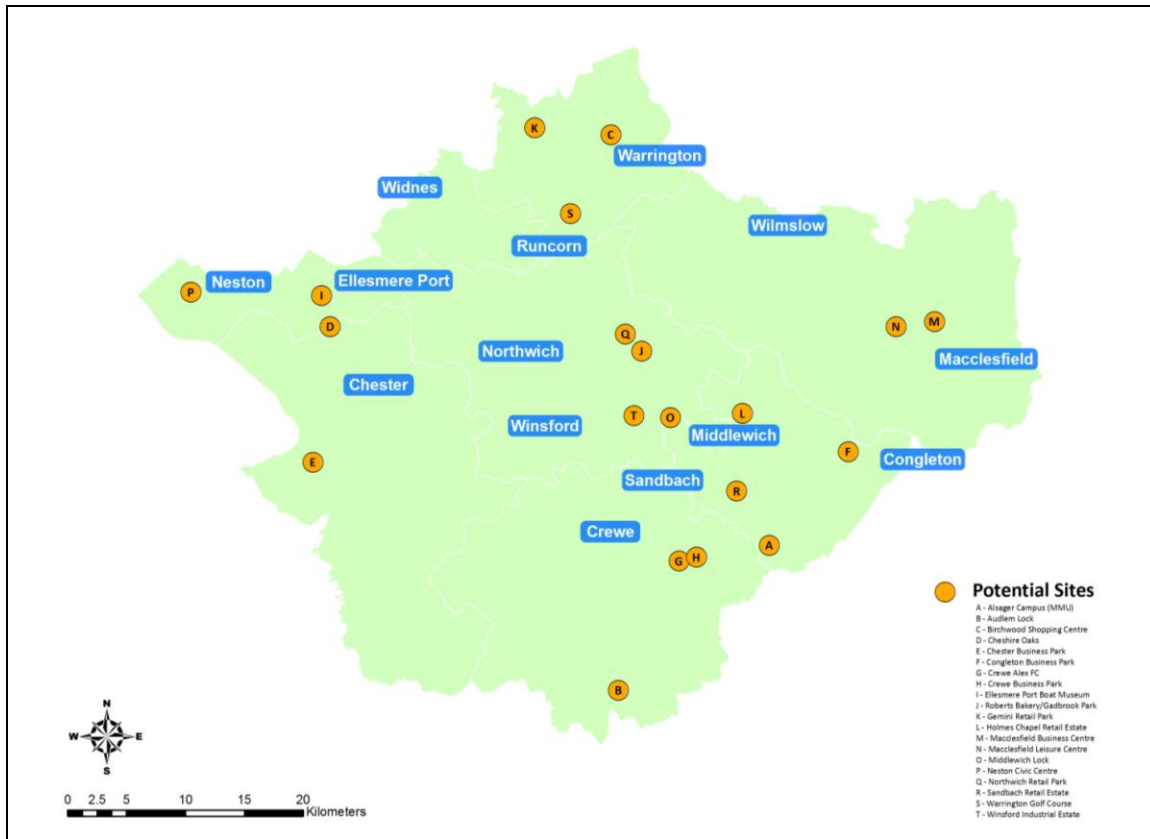 K
C
Warrington
Widnes
S
Wilmslow
Runcorn
Neston
Ellesmere Port
P
I
D
N
M
Q
J
Northwich
Macclesfield
Chester
T
O
L
Winsford
Middlewich
F
Congleton
E
Sandbach
R
Crewe
A
G
H
B
Potential Sites
A - Alsager Campus (MMU)
B - Audlem Lock
C - Birchwood Shopping Centre
D - Cheshire Oaks
E - Chester Business Park
F - Congleton Business Park
G - Crewe Alex FC
H - Crewe Business Park
I - Ellesmere Port Boat Museum
J - Roberts Bakery/Gadbrook Park
K - Gemini Retail Park
L - Holmes Chapel Retail Estate
M - Macclesfield Business Centre
N - Macclesfield Leisure Centre
O - Middlewich Lock
P - Neston Civic Centre
Q - Northwich Retail Park
R - Sandbach Retail Estate
S - Warrington Golf Course
T - Winsford Industrial Estate
N
W E
S
0 2.5 5 10 15 20
Kilometers